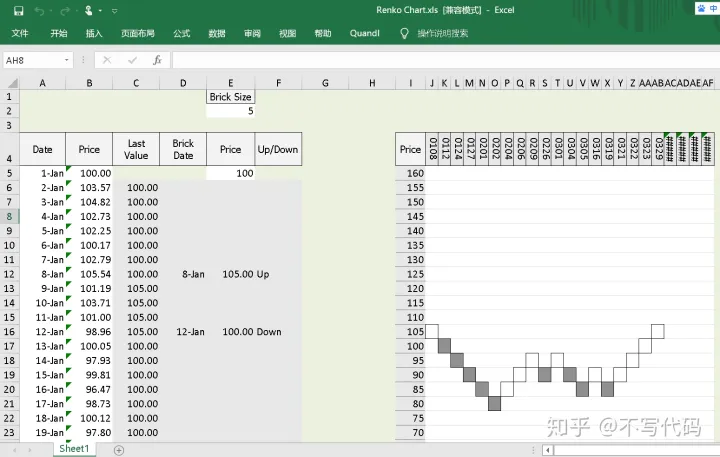 Renko Chart.xls [兼容模式] - Excel
中
文件 开始 插入 页面布局 公式 数据 审阅 视图 帮助 Quandl 操作说明搜索
AH8 fx
A B C D E F G H I J K L M N O P Q R S T U V W X Y Z AA AB AC AD AE AF
1 Brick Size
2 5
3
4 Date Price Last Value Brick Date Price Up/Down Price 0108 0112 0124 0127 0201 0202 0204 0206 0209 0226 0301 0304 0305 0316 0319 0321 0322 0323 0329 ##### ##### ##### #####
5 1-Jan 100.00 100 160
6 2-Jan 103.57 100.00 155
7 3-Jan 104.82 100.00 150
8 4-Jan 102.73 100.00 145
9 5-Jan 102.25 100.00 140
10 6-Jan 100.17 100.00 135
11 7-Jan 102.79 100.00 130
12 8-Jan 105.54 100.00 8-Jan 105.00 Up 125
13 9-Jan 101.19 105.00 120
14 10-Jan 103.71 105.00 115
15 11-Jan 101.00 105.00 110
16 12-Jan 98.96 105.00 12-Jan 100.00 Down 105
17 13-Jan 100.05 100.00 100
18 14-Jan 97.93 100.00 95
19 15-Jan 99.81 100.00 90
20 16-Jan 96.47 100.00 85
21 17-Jan 98.73 100.00 80
22 18-Jan 100.12 100.00 75
23 19-Jan 97.80 100.00 70
知乎 @不写代码
Sheet1